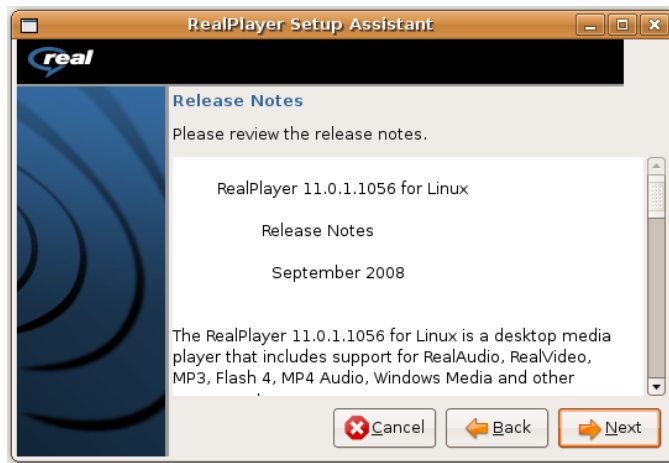 RealPlayer Setup Assistant
real
Release Notes
Please review the release notes.
RealPlayer 11.0.1.1056 for Linux
Release Notes
September 2008
The RealPlayer 11.0.1.1056 for Linux is a desktop media
player that includes support for RealAudio, RealVideo,
MP3, Flash 4, MP4 Audio, Windows Media and other
Cancel Back Next